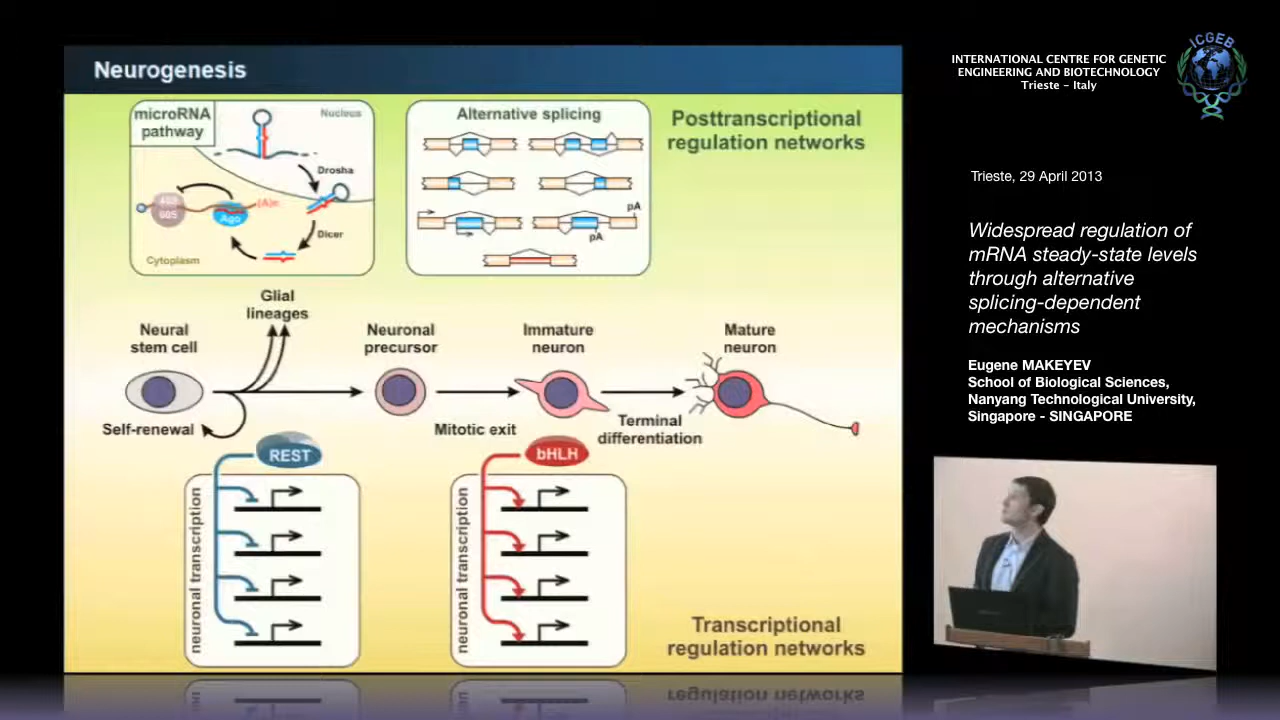 Neurogenesis
microRNA
pathway
Nucleus
Drosha
(A)n
Ago
Dicer
Cytoplasm
Alternative splicing
pA
pA
Posttranscriptional
regulation networks
Glial
lineages
Neural
stem cell
Neuronal
precursor
Immature
neuron
Mature
neuron
Self-renewal
Mitotic exit
Terminal
differentiation
REST
bHLH
neuronal transcription
neuronal transcription
Transcriptional
regulation networks
INTERNATIONAL CENTRE FOR GENETIC
ENGINEERING AND BIOTECHNOLOGY
Trieste - Italy
ICGEB
Trieste, 29 April 2013
Widespread regulation of
mRNA steady-state levels
through alternative
splicing-dependent
mechanisms
Eugene MAKEYEV
School of Biological Sciences,
Nanyang Technological University,
Singapore - SINGAPORE